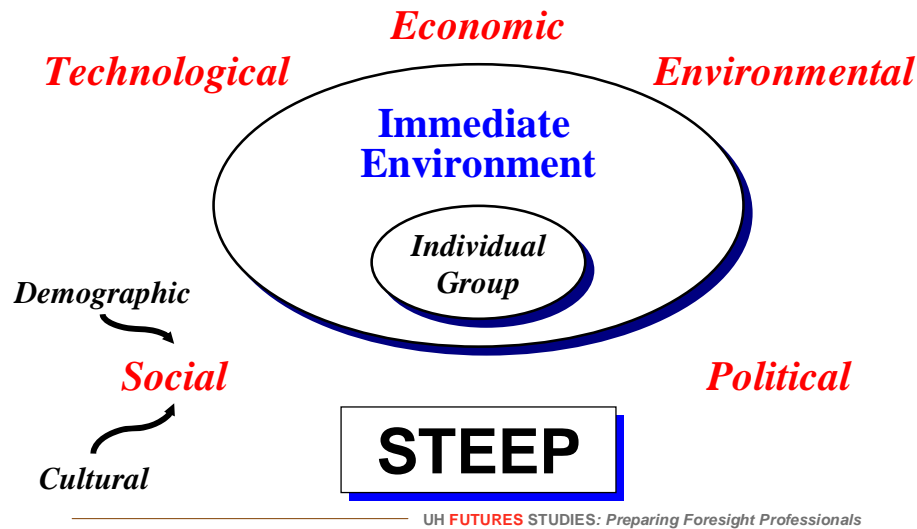 Economic
Technological
Environmental
Immediate
Environment
Individual
Group
Demographic
Social
Political
Cultural
STEEP
UH FUTURES STUDIES: Preparing Foresight Professionals